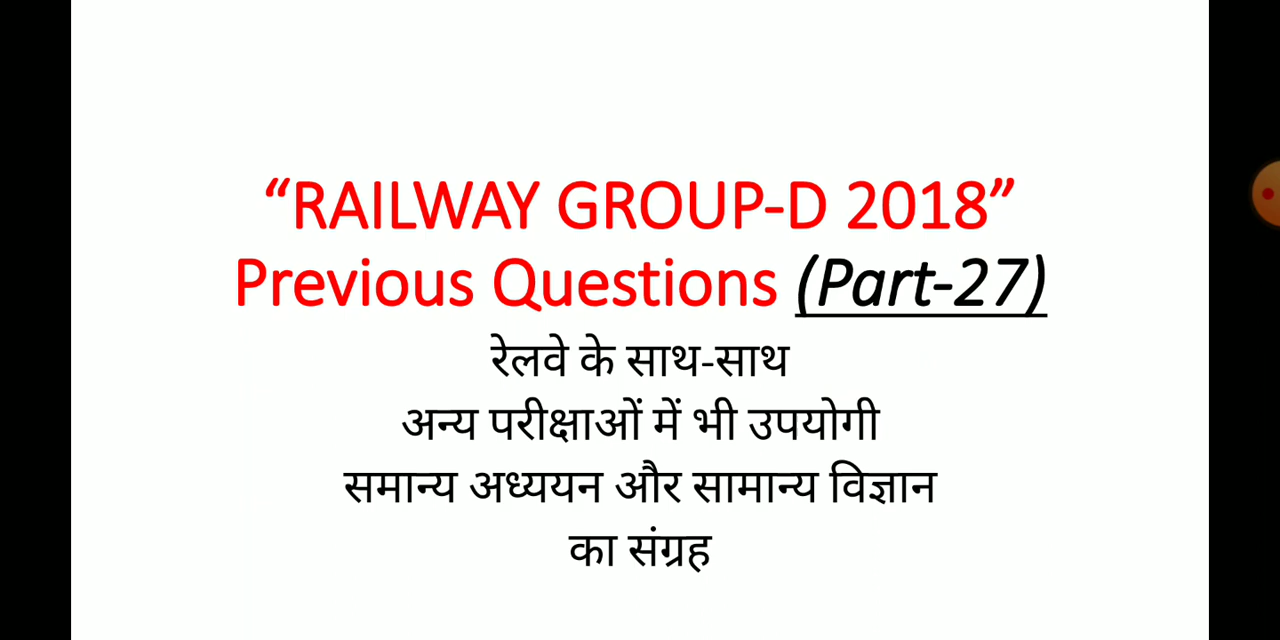 “RAILWAY GROUP-D 2018”
Previous Questions (Part-27)
रेलवे के साथ-साथ
अन्य परीक्षाओं में भी उपयोगी
समान्य अध्ययन और सामान्य विज्ञान
का संग्रह